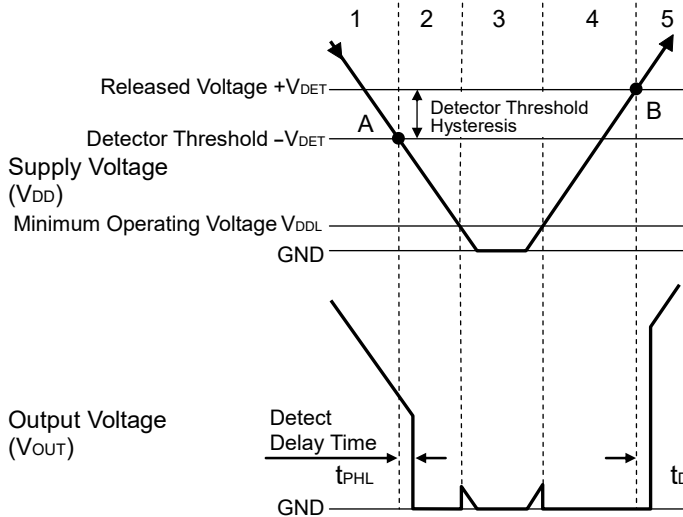 1 2 3 4 5
Released Voltage +VDET
Detector Threshold
Hysteresis
A
B
Detector Threshold –VDET
Supply Voltage
(VDD)
Minimum Operating Voltage VDDL
GND
Output Voltage
(VOUT)
Detect
Delay Time
tPHL
GND